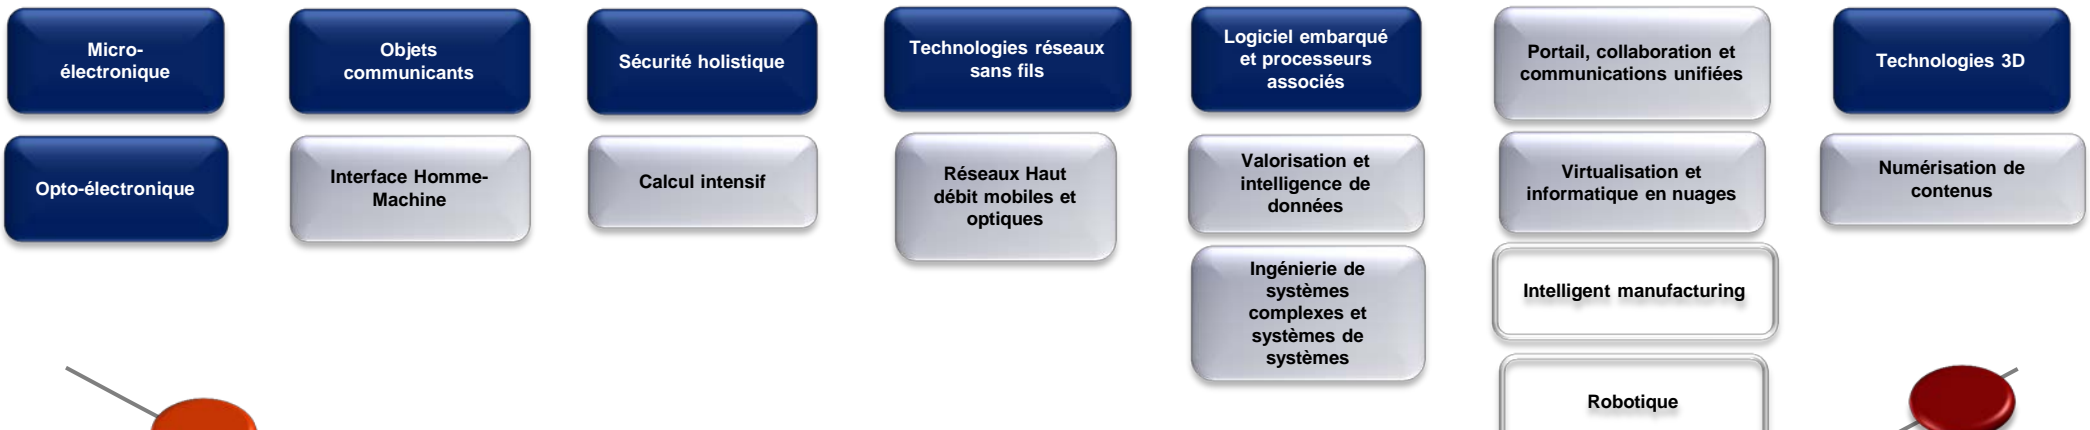 Micro-
électronique
Objets
communicants
Sécurité holistique
Technologies réseaux
sans fils
Logiciel embarqué
et processeurs
associés
Portail, collaboration et
communications unifiées
Technologies 3D
Opto-électronique
Interface Homme-
Machine
Calcul intensif
Réseaux Haut
débit mobiles et
optiques
Valorisation et
intelligence de
données
Virtualisation et
informatique en nuages
Numérisation de
contenus
Ingénierie de
systèmes
complexes et
systèmes de
systèmes
Intelligent manufacturing
Robotique